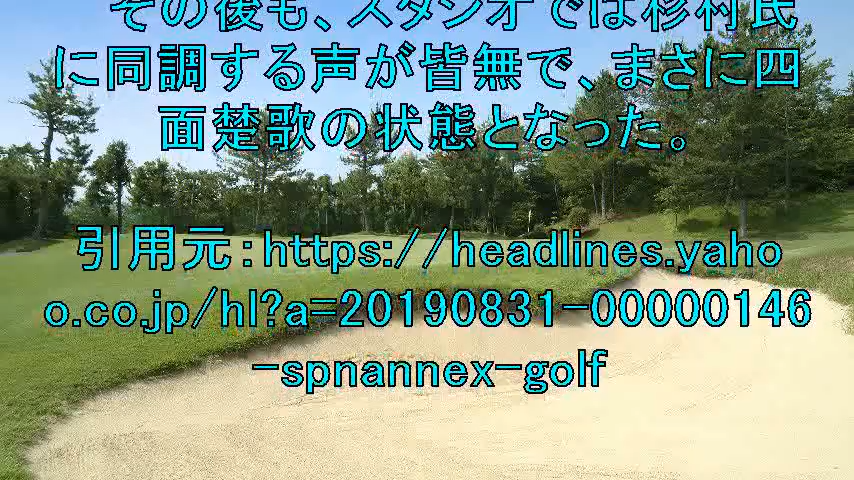 その後も、スタジオでは杉村氏
に同調する声が皆無で、まさに四
面楚歌の状態となった。
引用元：https://headlines.yaho
o.co.jp/hl?a=20190831-00000146
-spnannex-golf